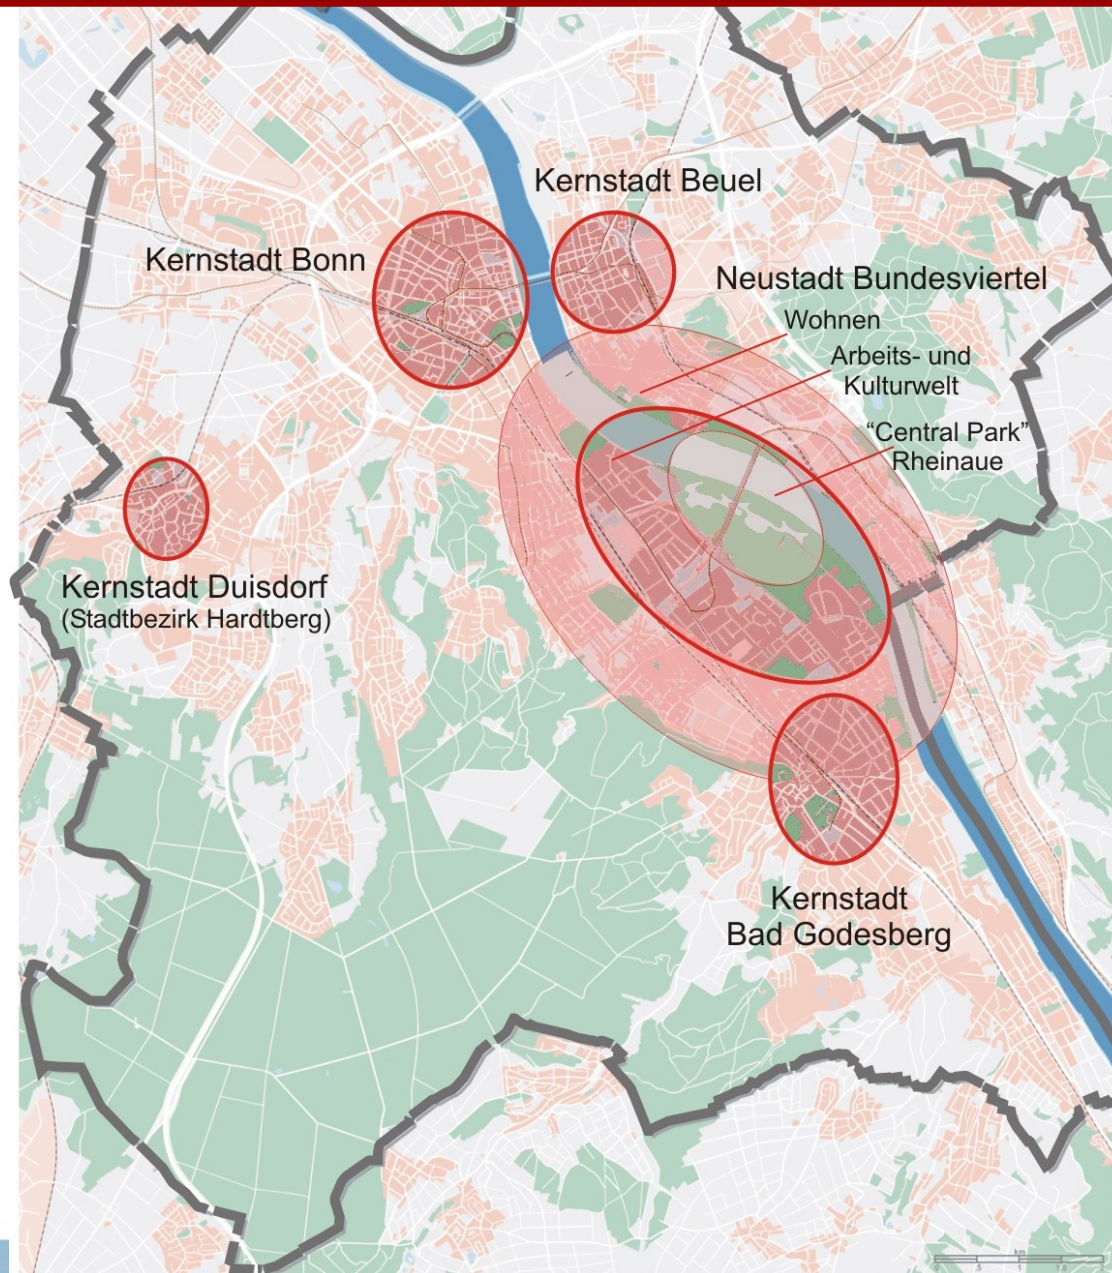 Kernstadt Beuel
Kernstadt Bonn
Neustadt Bundesviertel
Wohnen
Arbeits- und
Kulturwelt
“Central Park”
Rheinaue
Kernstadt Duisdorf
(Stadtbezirk Hardtberg)
Kernstadt
Bad Godesberg
km